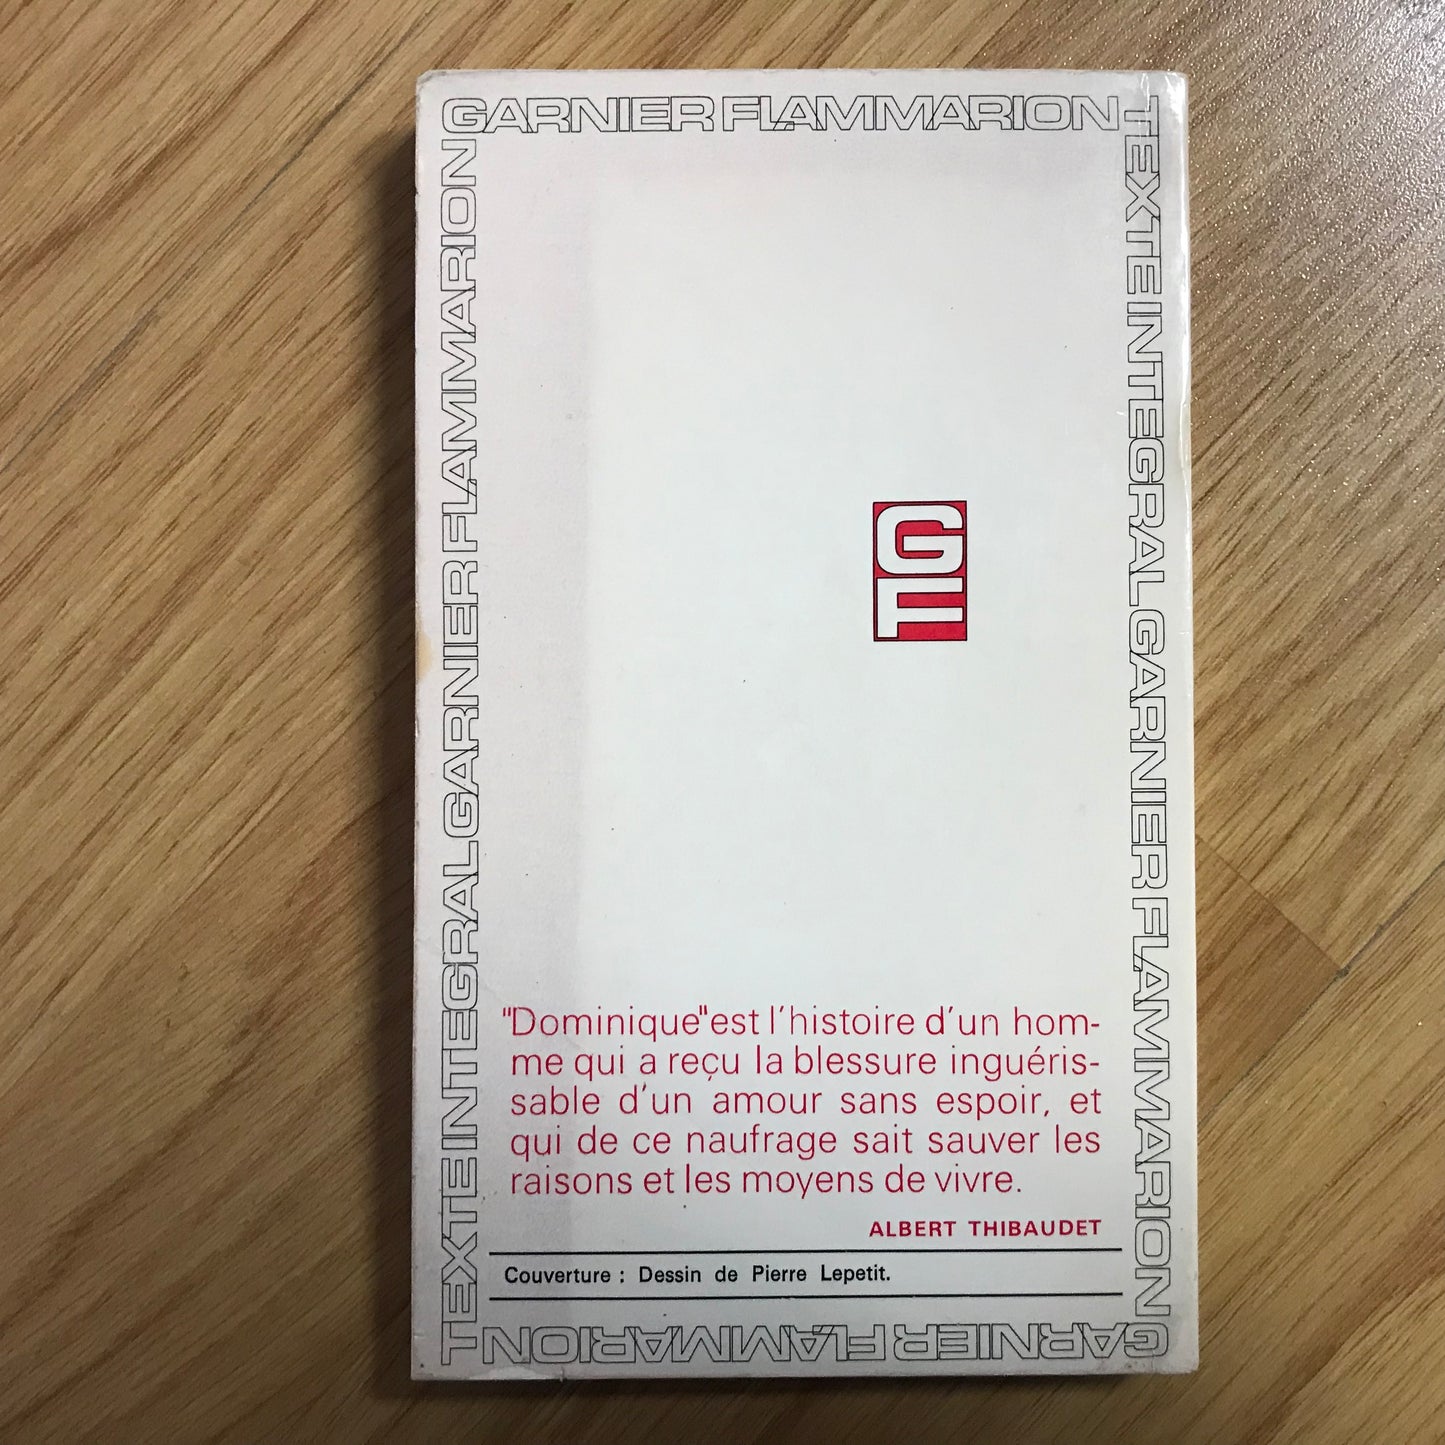 GARNIER FLAMMARION
TEXTE INTEGRAL GARNIER FLAMMARION
GARNIER FLAMMARION
TEXTE INTEGRAL GARNIER FLAMMARION
GF
"Dominique" est l'histoire d'un hom-
me qui a reçu la blessure inguéris-
sable d'un amour sans espoir, et
qui de ce naufrage sait sauver les
raisons et les moyens de vivre.
ALBERT THIBAUDET
Couverture : Dessin de Pierre Lepetit.